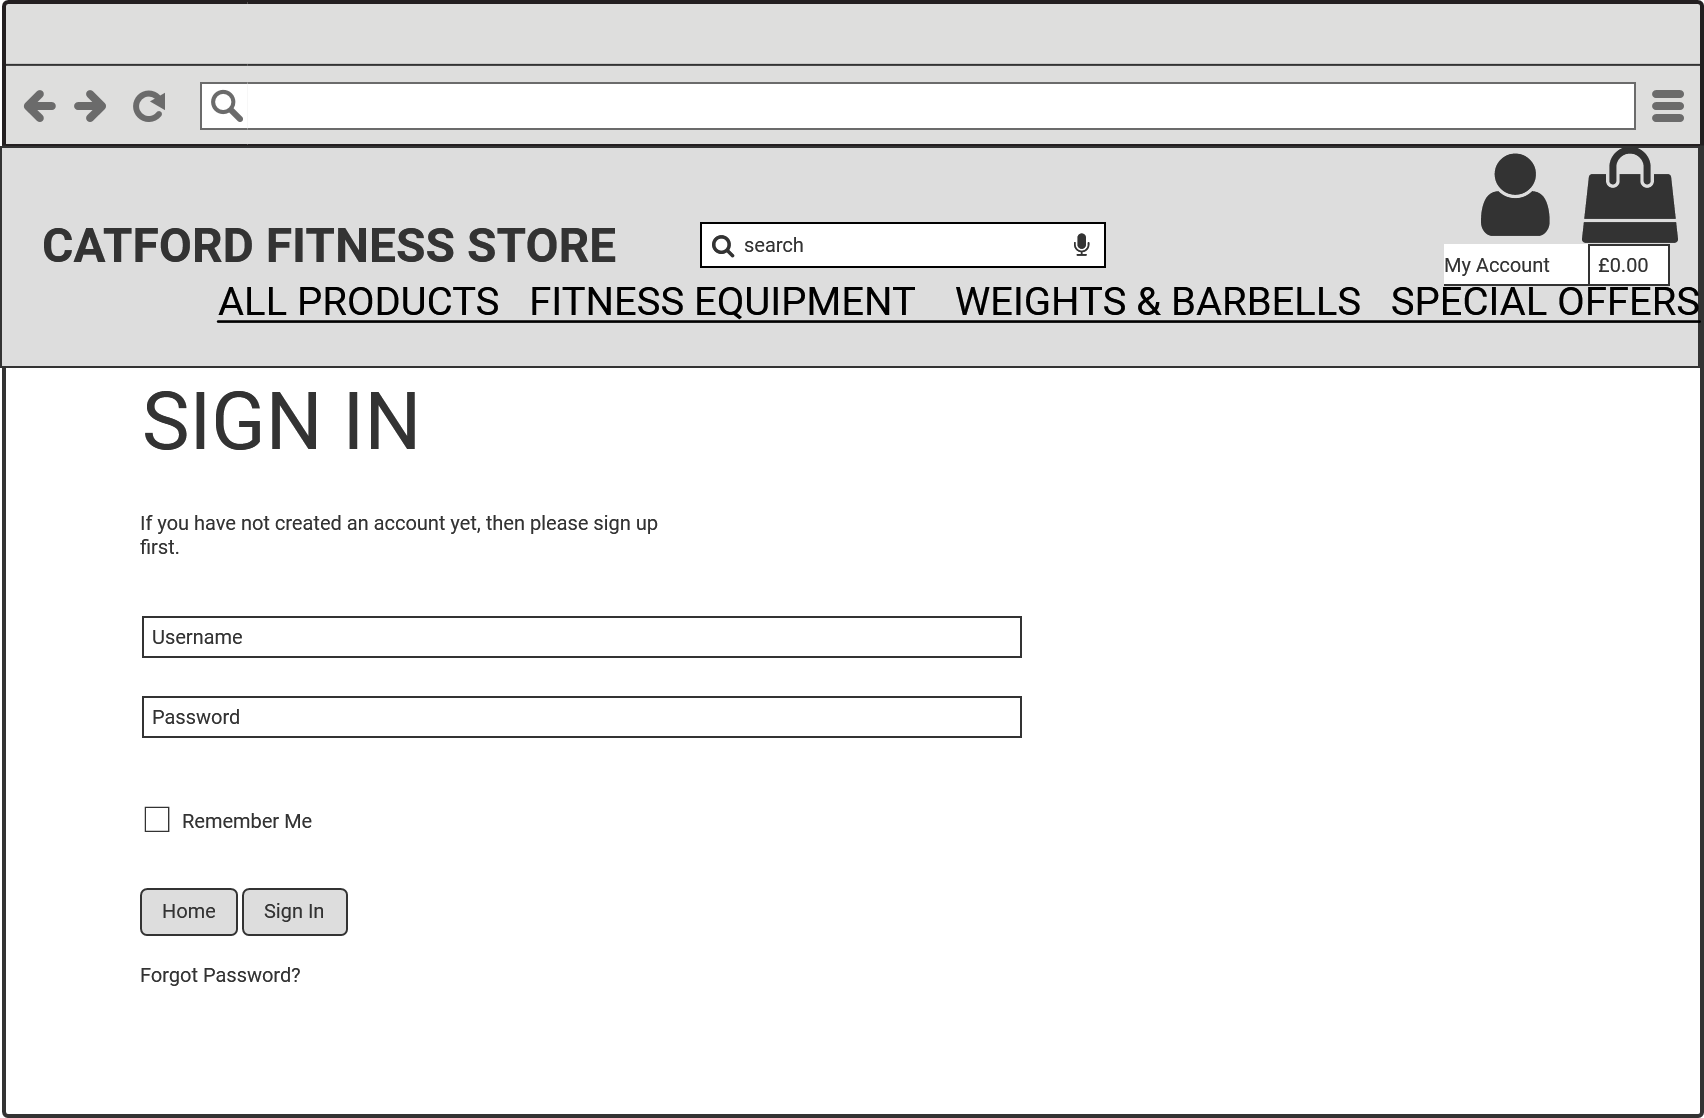 CATFORD FITNESS STORE
search
My Account
£0.00
ALL PRODUCTS FITNESS EQUIPMENT WEIGHTS & BARBELLS SPECIAL OFFERS
SIGN IN
If you have not created an account yet, then please sign up
first.
Username
Password
Remember Me
Home Sign In
Forgot Password?